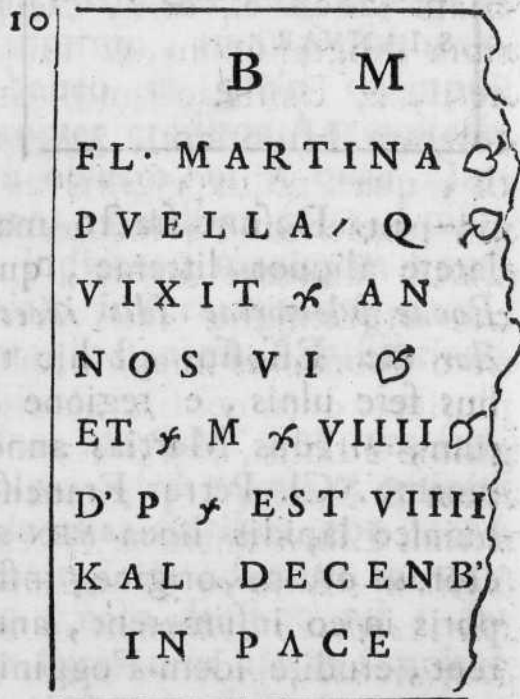 10
B M
FL· MARTINA ❦
PVELLA Q ❦
VIXIT AN
NOS VI ❦
ET M VIIII ❦
D' P EST VIIII
KAL DECENB'
IN PACE